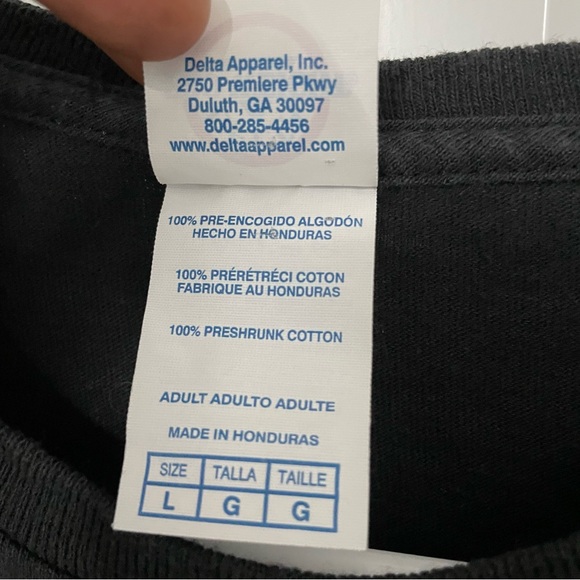 Delta Apparel, Inc.
2750 Premiere Pkwy
Duluth, GA 30097
800-285-4456
www.deltaapparel.com
100% PRE-ENCOGIDO ALGODÓN
HECHO EN HONDURAS
100% PRÉRÉTRÉCI COTON
FABRIQUE AU HONDURAS
100% PRESHRUNK COTTON
ADULT ADULTO ADULTE
MADE IN HONDURAS
SIZE TALLA TAILLE
L G G